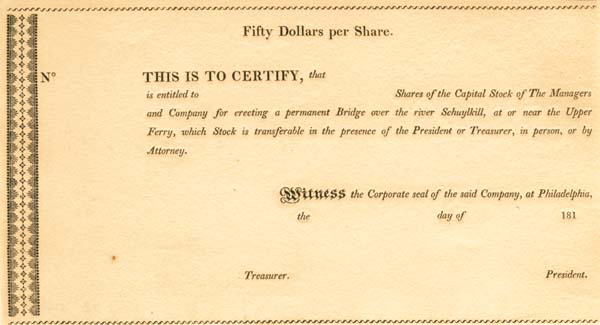 Fifty Dollars per Share.
Nº THIS IS TO CERTIFY, that
is entitled to Shares of the Capital Stock of The Managers
and Company for erecting a permanent Bridge over the river Schuylkill, at or near the Upper
Ferry, which Stock is transferable in the presence of the President or Treasurer, in person, or by
Attorney.
Witness the Corporate seal of the said Company, at Philadelphia,
the day of 181
Treasurer. President.